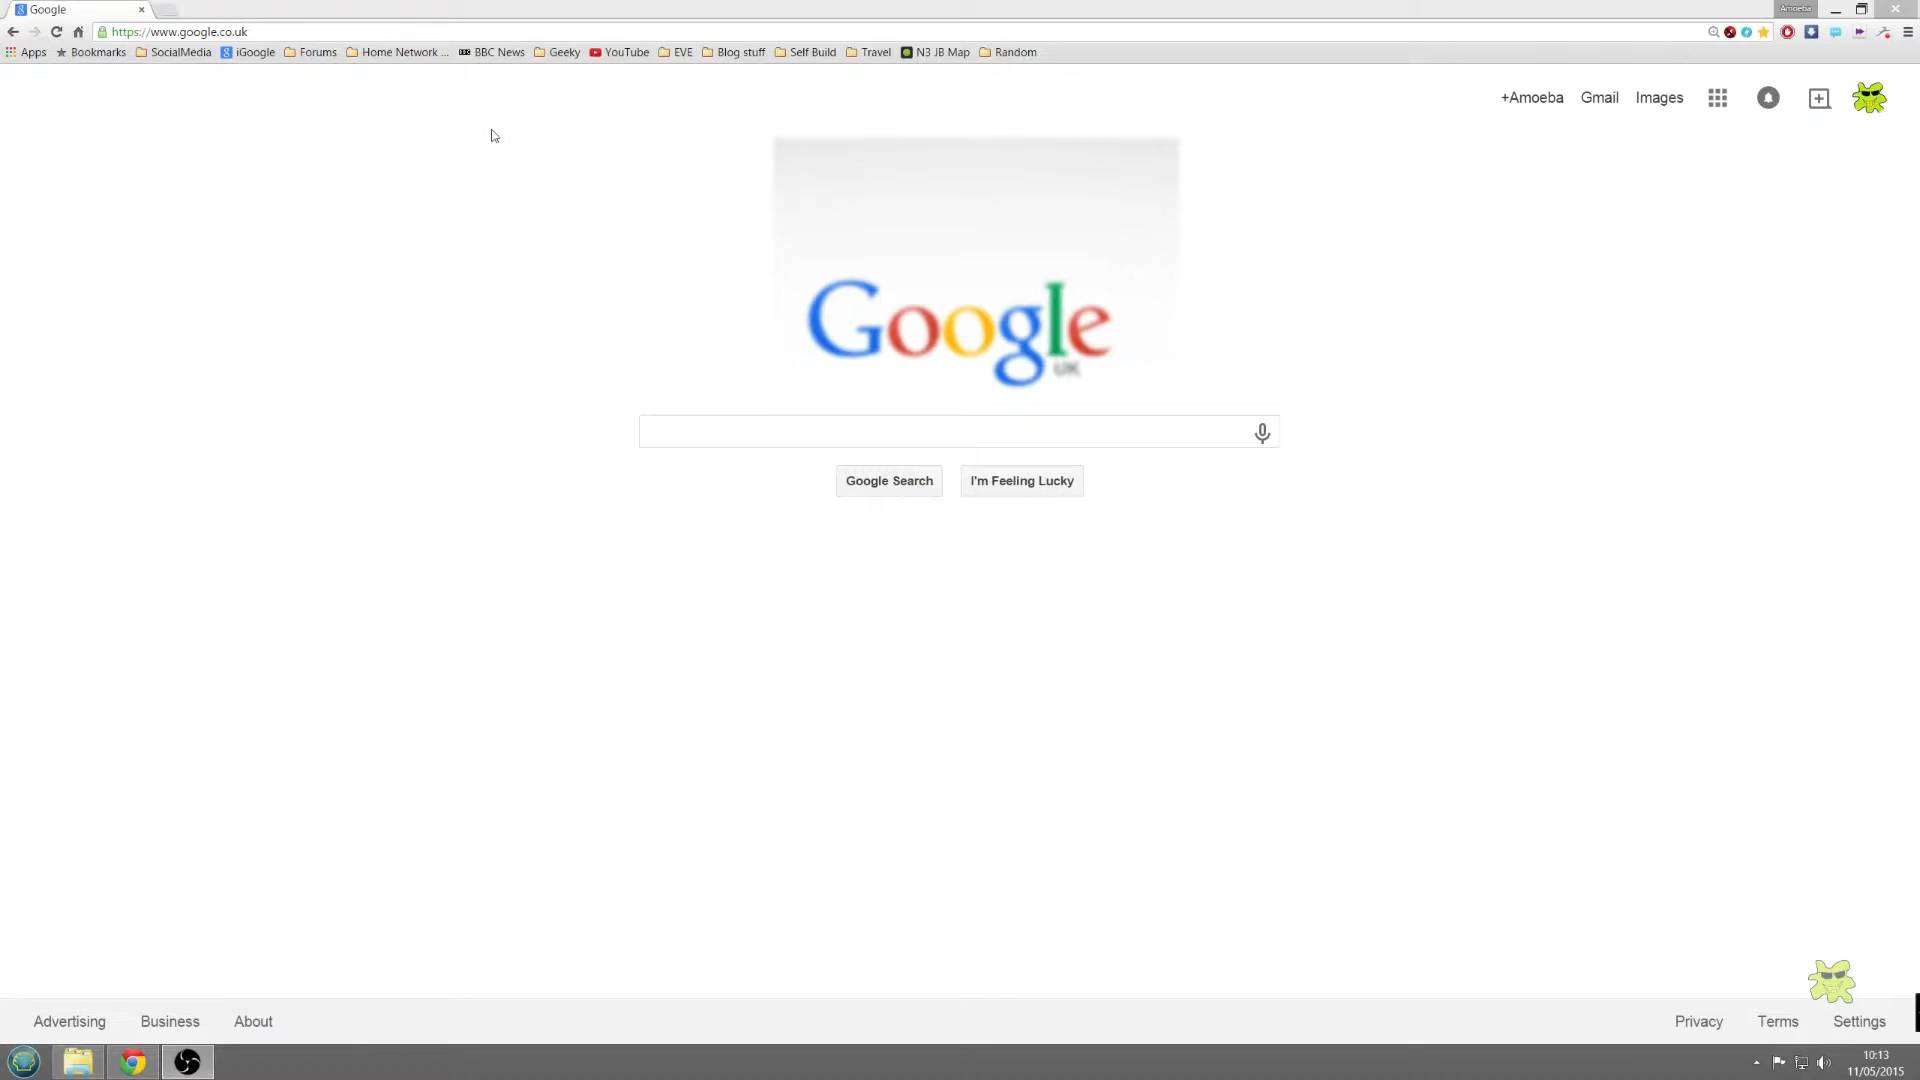 Google
Amoeba
https://www.google.co.uk
Apps Bookmarks SocialMedia iGoogle Forums Home Network ... BBC News Geeky YouTube EVE Blog stuff Self Build Travel N3 JB Map Random
+Amoeba Gmail Images
Google
UK
Google Search I'm Feeling Lucky
Advertising Business About Privacy Terms Settings
10:13
11/05/2015